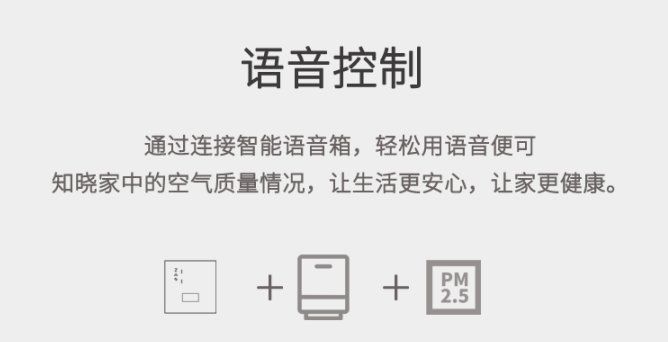 语音控制
通过连接智能语音箱，轻松用语音便可
知晓家中的空气质量情况，让生活更安心，让家更健康。
+ +
PM
2.5